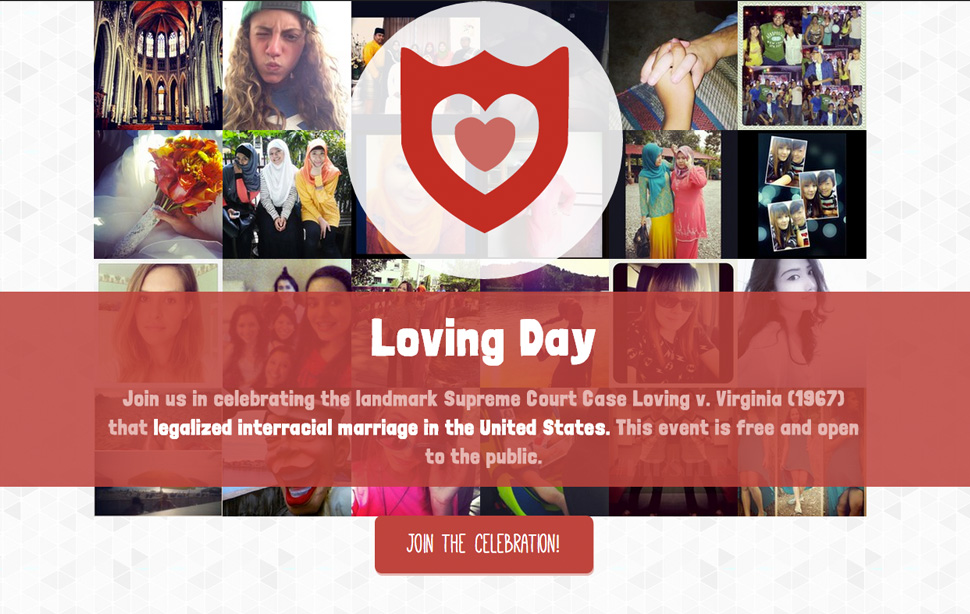 Loving Day
Join us in celebrating the landmark Supreme Court Case Loving v. Virginia (1967)
that legalized interracial marriage in the United States. This event is free and open
to the public.
JOIN THE CELEBRATION!